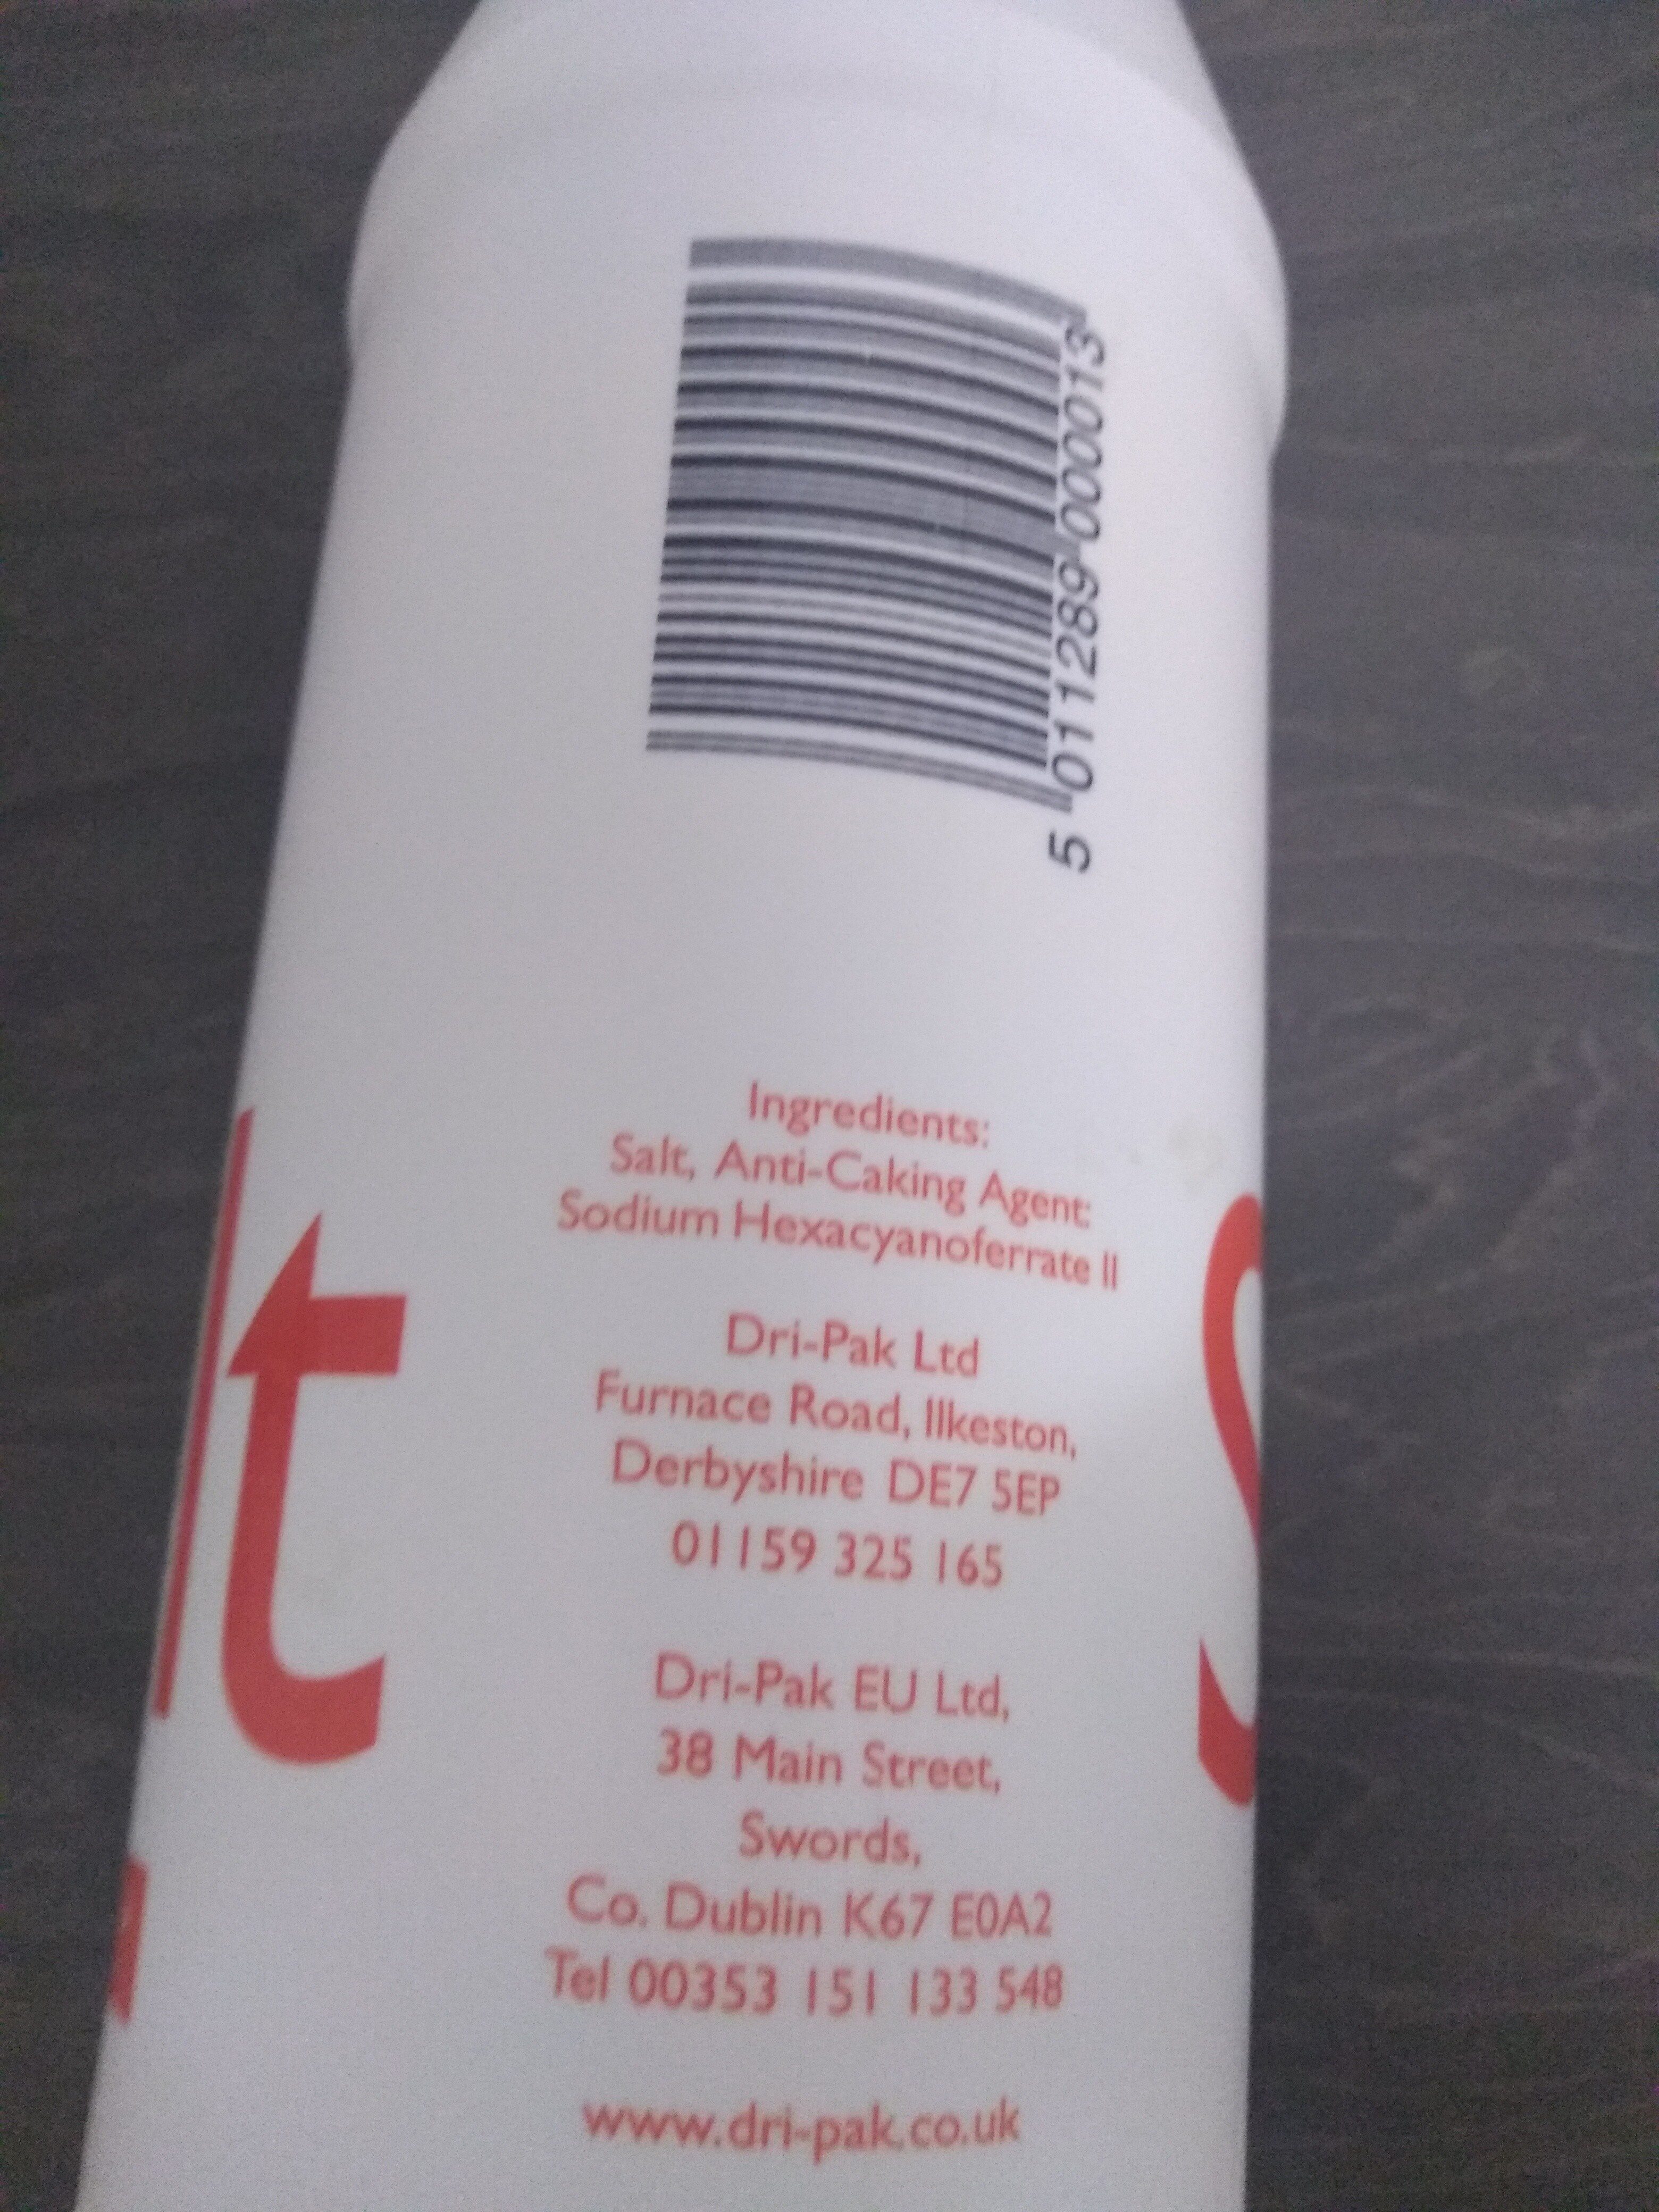 5 011289 000013
Ingredients:
Salt, Anti-Caking Agent:
Sodium Hexacyanoferrate II
Dri-Pak Ltd
Furnace Road, Ilkeston,
Derbyshire DE7 5EP
01159 325 165
Dri-Pak EU Ltd,
38 Main Street,
Swords,
Co. Dublin K67 E0A2
Tel 00353 151 133 548
www.dri-pak.co.uk
lt
S